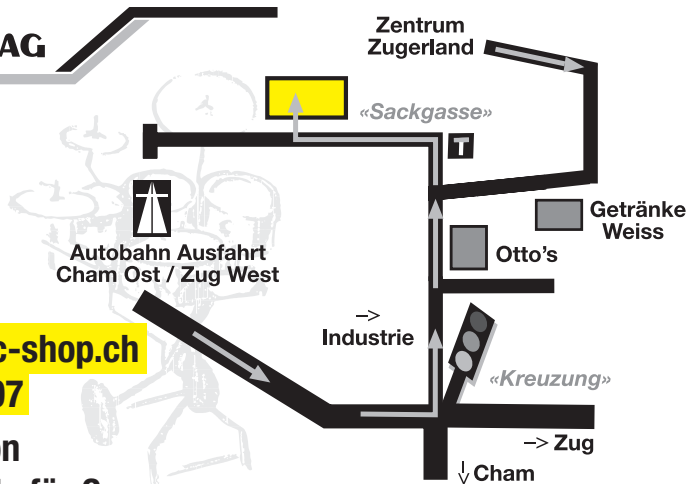 AG
Zentrum
Zugerland
«Sackgasse»
T
Getränke
Weiss
Otto's
Autobahn Ausfahrt
Cham Ost / Zug West
–>
Industrie
c-shop.ch
07
«Kreuzung»
–> Zug
Cham